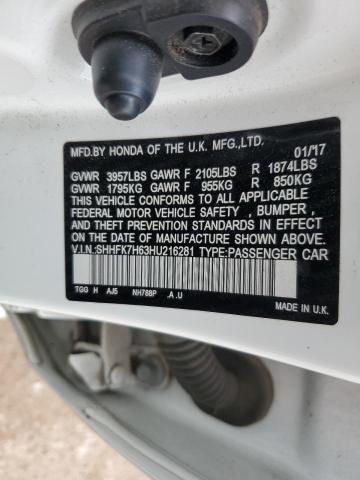 MFD.BY HONDA OF THE U.K. MFG.,LTD. 01/17
GVWR 3957LBS GAWR F 2105LBS R 1874LBS
GVWR 1795KG GAWR F 955KG R 850KG
THIS VEHICLE CONFORMS TO ALL APPLICABLE
FEDERAL MOTOR VEHICLE SAFETY , BUMPER ,
AND THEFT PREVENTION STANDARDS IN EFFECT
ON THE DATE OF MANUFACTURE SHOWN ABOVE.
V.I.N.:SHHFK7H63HU216281 TYPE:PASSENGER CAR
TGG H AJ5 NH788P .A .U